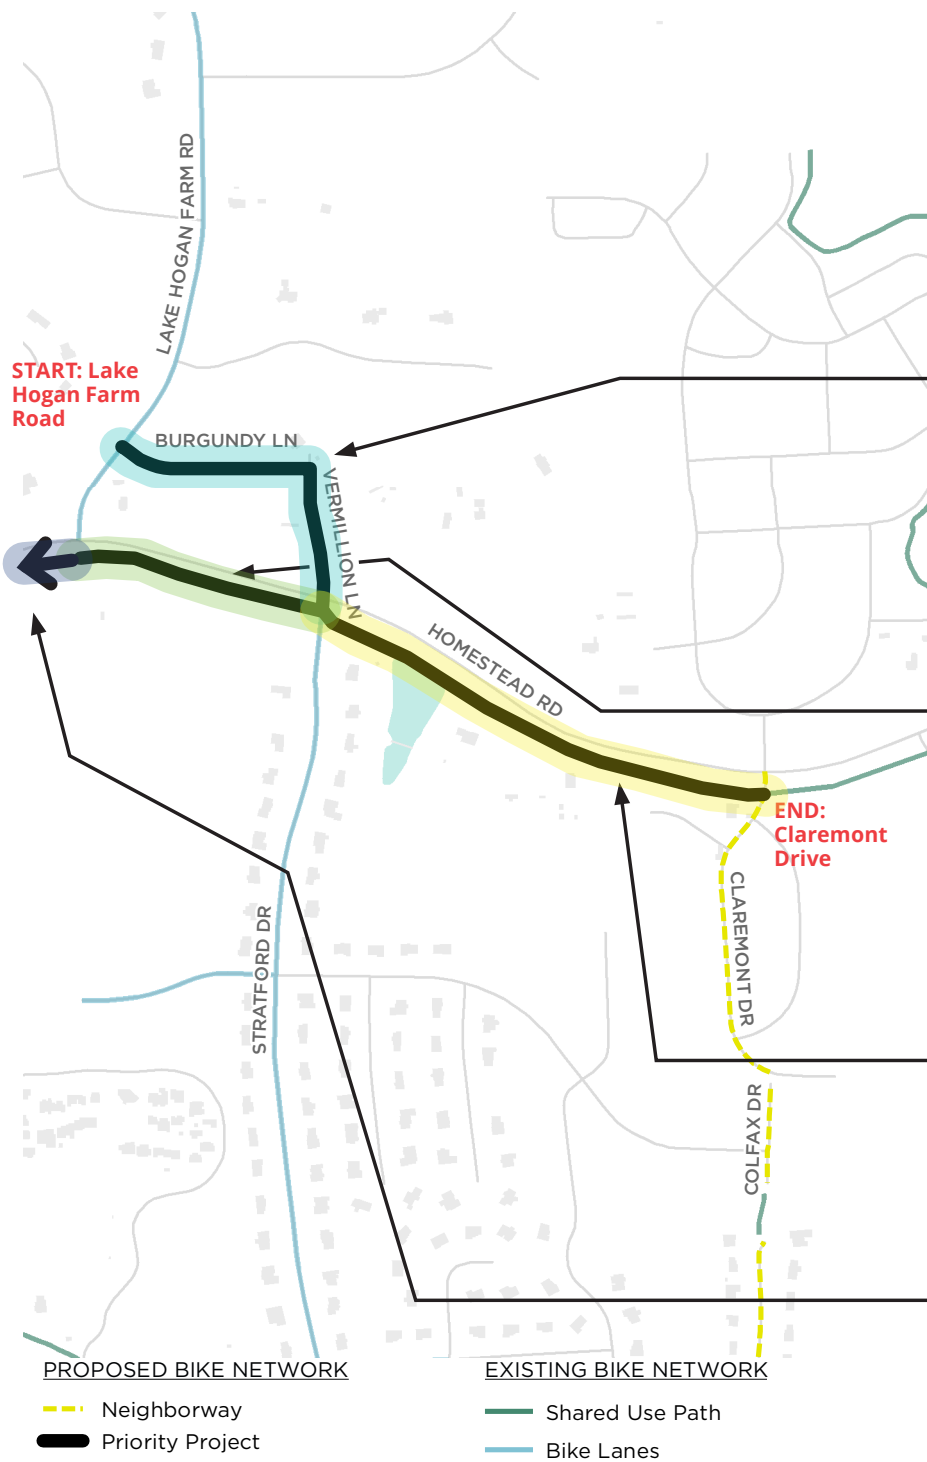 LAKE HOGAN FARM RD
START: Lake
Hogan Farm
Road
BURGUNDY LN
VERMILLION LN
HOMESTEAD RD
END:
Claremont
Drive
CLAREMONT DR
STRATFORD DR
COLFAX DR
PROPOSED BIKE NETWORK
Neighborway
Priority Project
EXISTING BIKE NETWORK
Shared Use Path
Bike Lanes